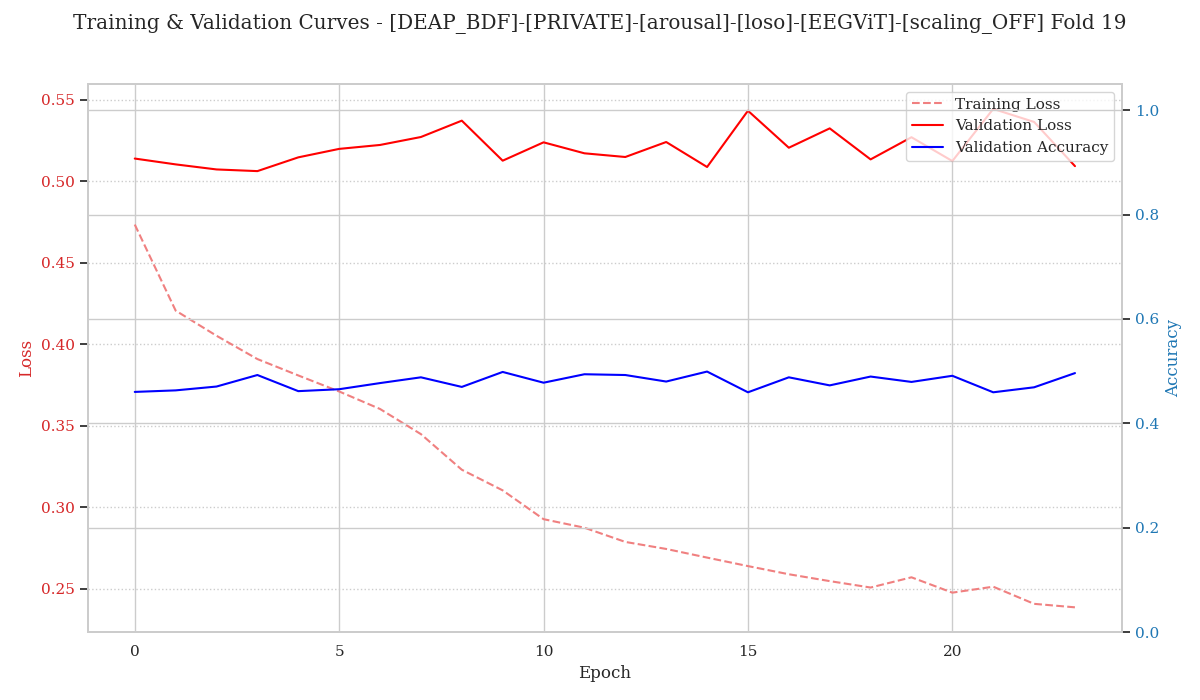 Training & Validation Curves - [DEAP_BDF]-[PRIVATE]-[arousal]-[loso]-[EEGViT]-[scaling_OFF] Fold 19
Training Loss
Validation Loss
Validation Accuracy
Loss
0.55
0.50
0.45
0.40
0.35
0.30
0.25
1.0
0.8
0.6
0.4
0.2
0.0
Accuracy
0 5 10 15 20
Epoch